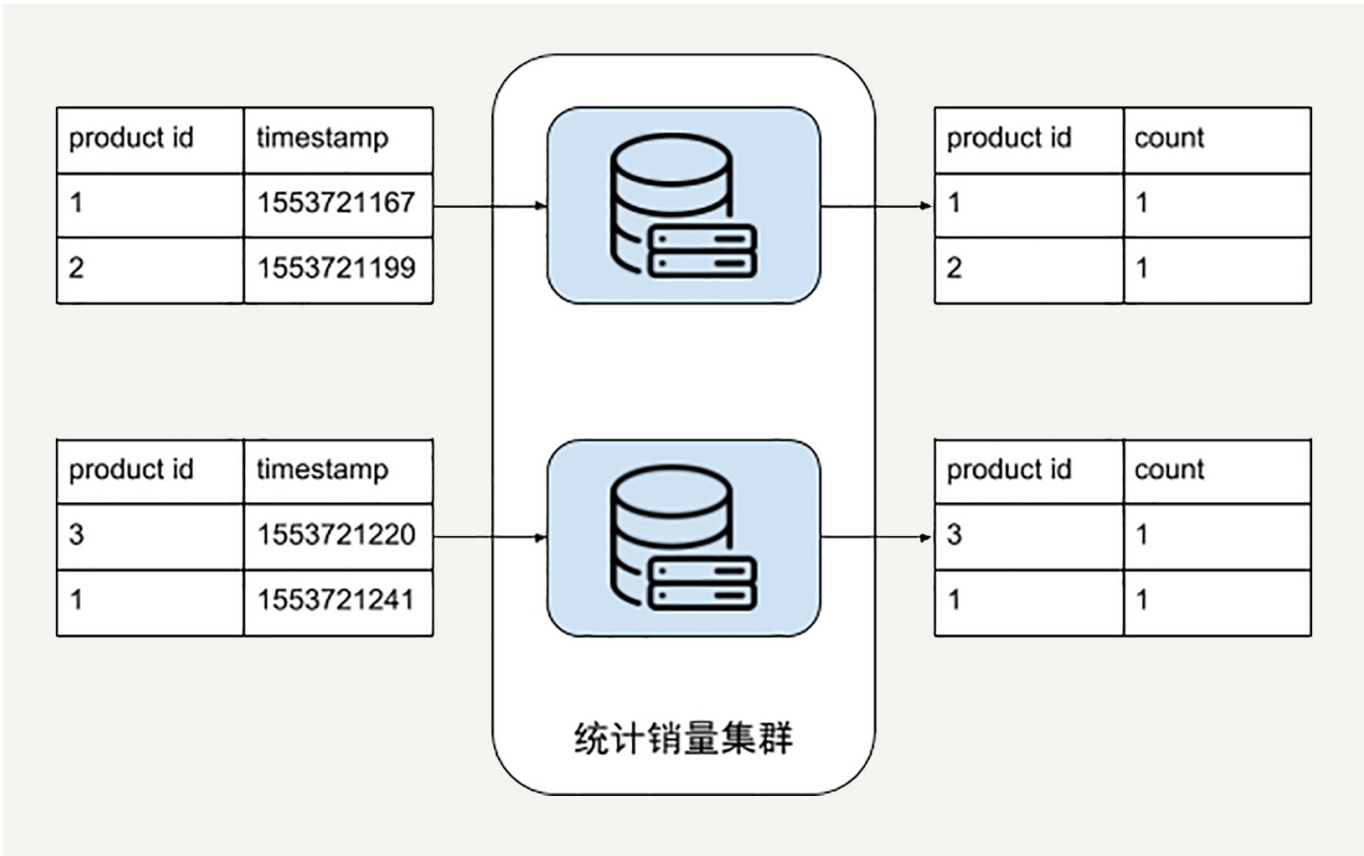 product id timestamp
1 1553721167
2 1553721199
product id count
1 1
2 1
product id timestamp
3 1553721220
1 1553721241
product id count
3 1
1 1
统计销量集群